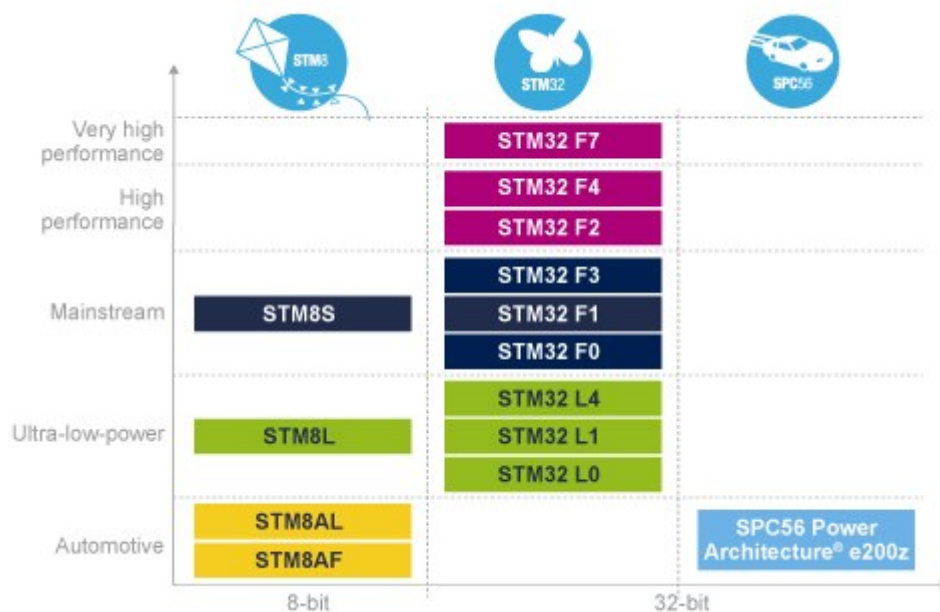 STM8
STM32
SPC56
Very high
performance
STM32 F7
High
performance
STM32 F4
STM32 F2
Mainstream
STM8S
STM32 F3
STM32 F1
STM32 F0
Ultra-low-power
STM8L
STM32 L4
STM32 L1
STM32 L0
Automotive
STM8AL
STM8AF
SPC56 Power
Architecture® e200z
8-bit
32-bit